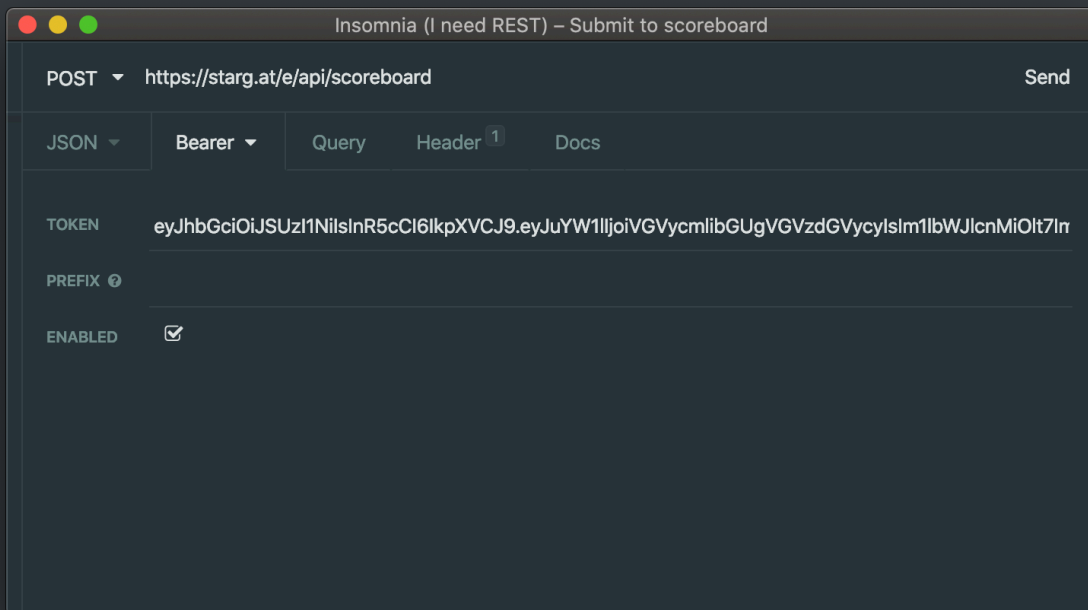 Insomnia (I need REST) – Submit to scoreboard
POST https://starg.at/e/api/scoreboard Send
JSON Bearer Query Header 1 Docs
TOKEN eyJhbGciOiJSUzI1NiIsInR5cCI6IkpXVCJ9.eyJuYW1lIjoiVGVycmlibGUgVGVzdGVycyIsIm1lbWJlcnMiOlt7Im
PREFIX ?
ENABLED